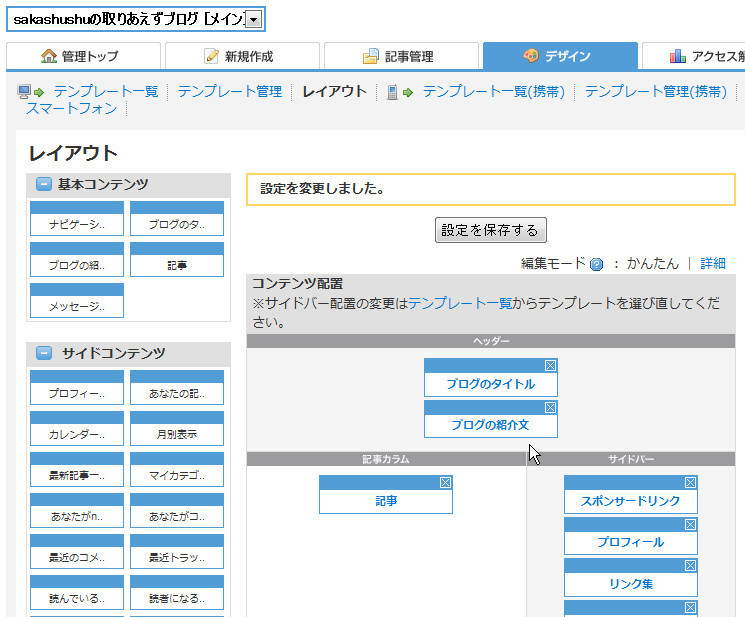 sakashushuの取りあえずブログ [メイン
管理トップ
新規作成
記事管理
デザイン
アクセス解
テンプレート一覧
テンプレート管理
レイアウト
テンプレート一覧(携帯)
テンプレート管理(携帯)
スマートフォン
レイアウト
基本コンテンツ
ナビゲーシ..
ブログのタ..
ブログの紹..
記事
メッセージ..
サイドコンテンツ
プロフィー..
あなたの記..
カレンダー..
月別表示
最新記事一..
マイカテゴ..
あなたがn..
あなたがコ..
最近のコメ..
最近トラッ..
読んでいる..
読者になる..
設定を変更しました。
設定を保存する
編集モード ? : かんたん | 詳細
コンテンツ配置
※サイドバー配置の変更はテンプレート一覧からテンプレートを選び直してくだ
さい。
ヘッダー
ブログのタイトル
ブログの紹介文
記事カラム
記事
サイドバー
スポンサードリンク
プロフィール
リンク集